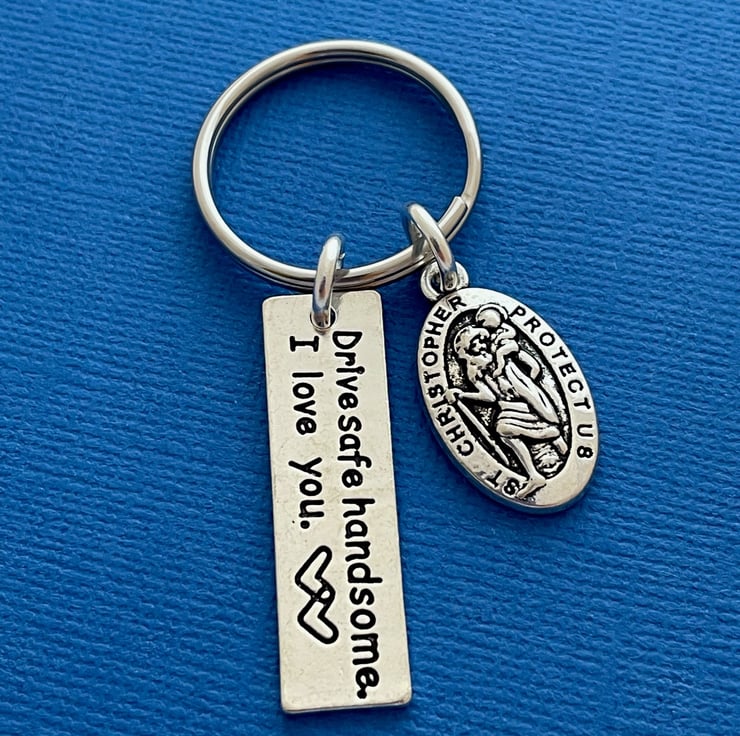 Drive safe handsome.
I love you.
ST CHRISTOPHER PROTECT US